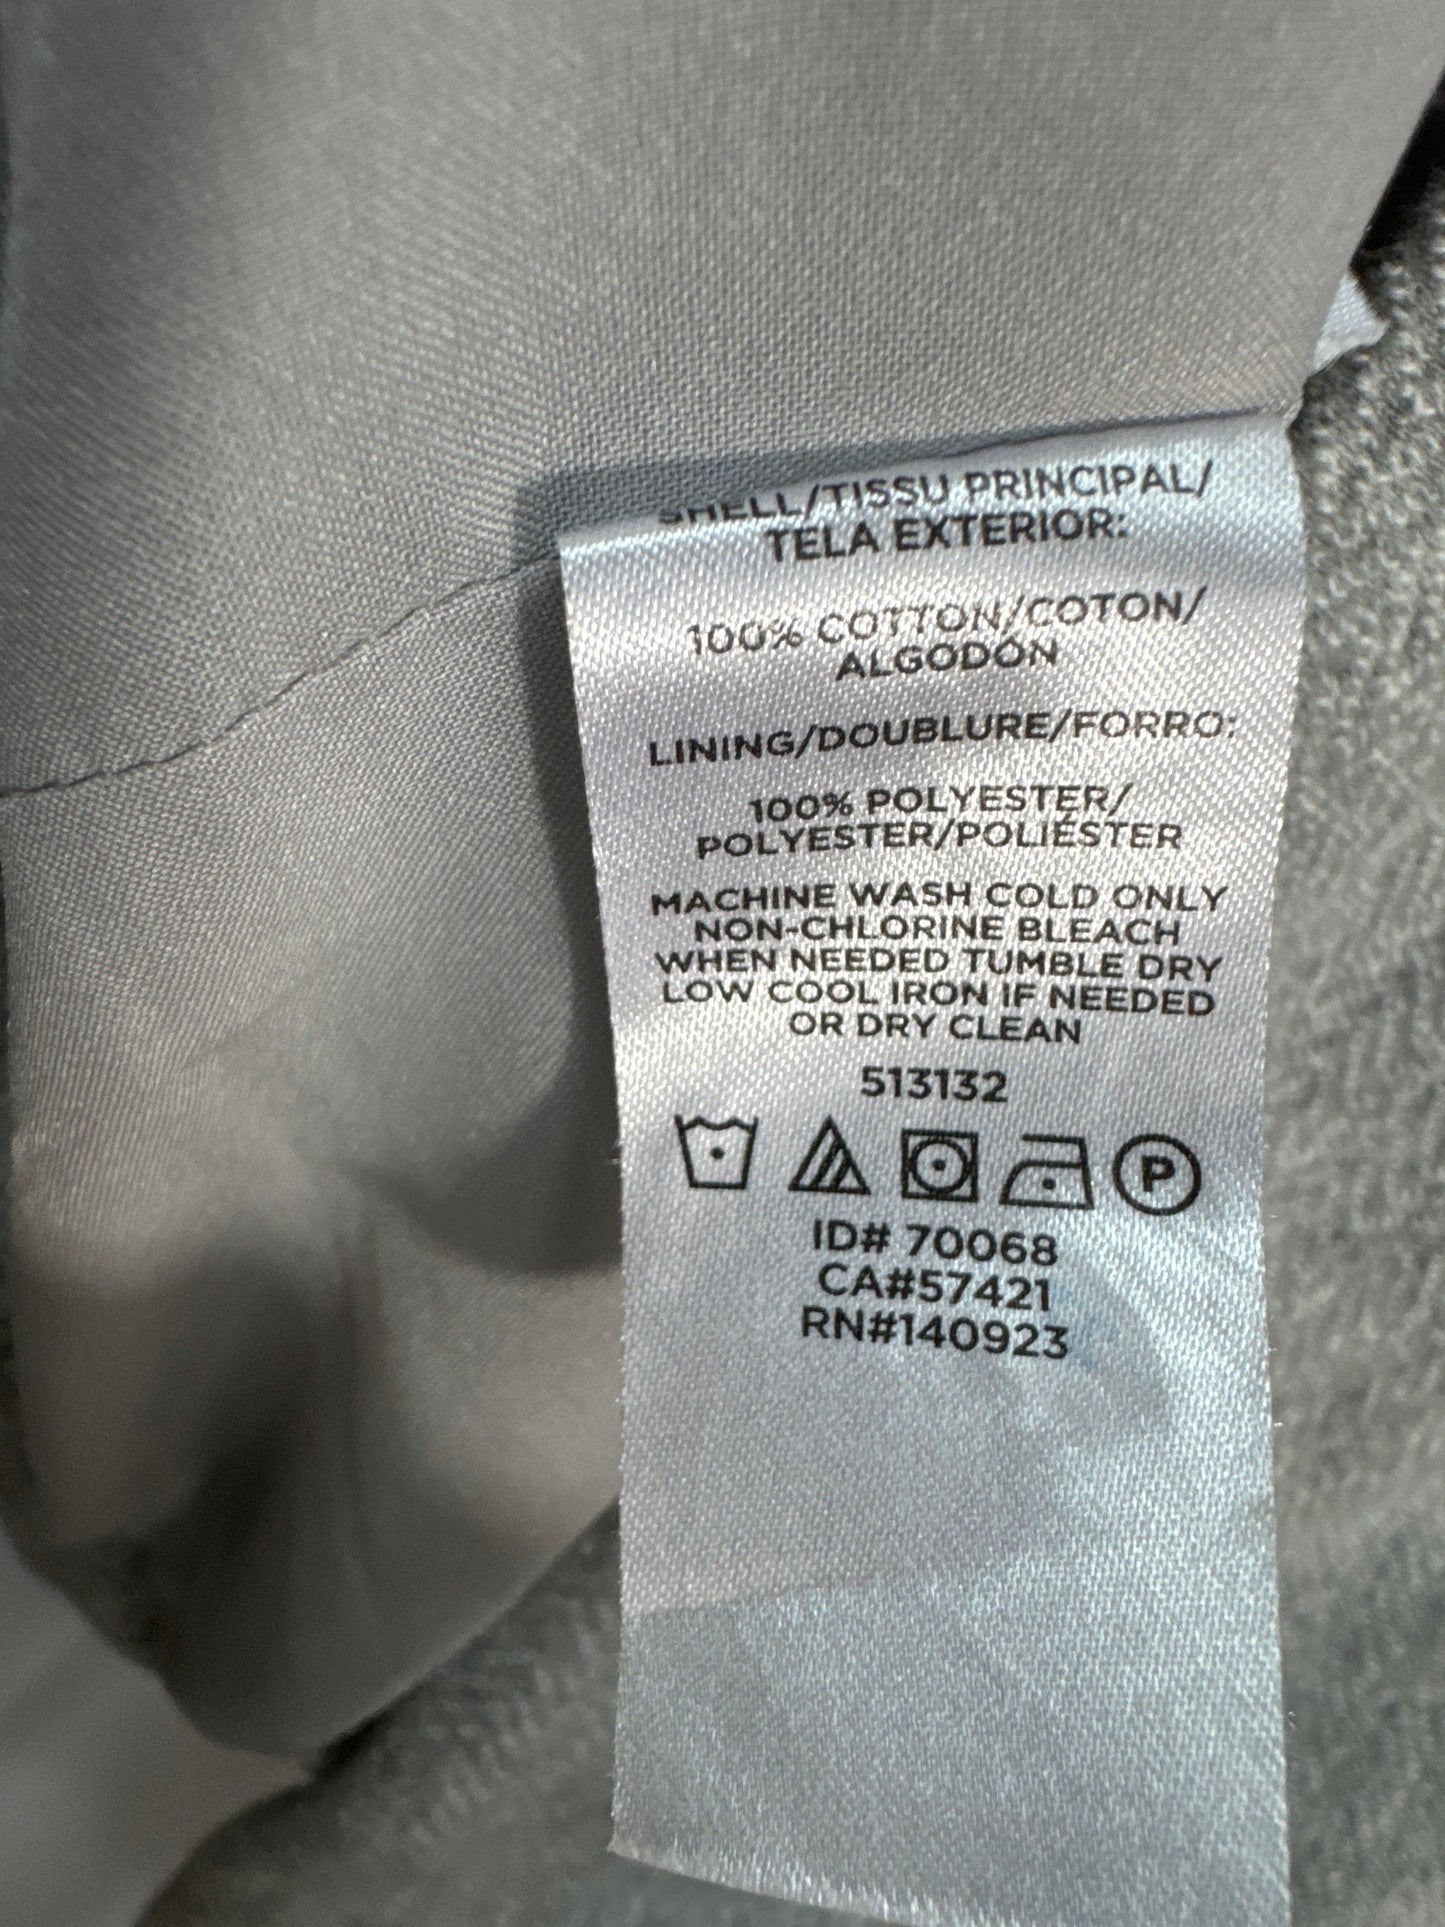 SHELL/TISSU PRINCIPAL/
TELA EXTERIOR:
100% COTTON/COTON/
ALGODÓN
LINING/DOUBLURE/FORRO:
100% POLYESTER/
POLYESTER/POLIÉSTER
MACHINE WASH COLD ONLY
NON-CHLORINE BLEACH
WHEN NEEDED TUMBLE DRY
LOW COOL IRON IF NEEDED
OR DRY CLEAN
513132
P
ID# 70068
CA#57421
RN#140923